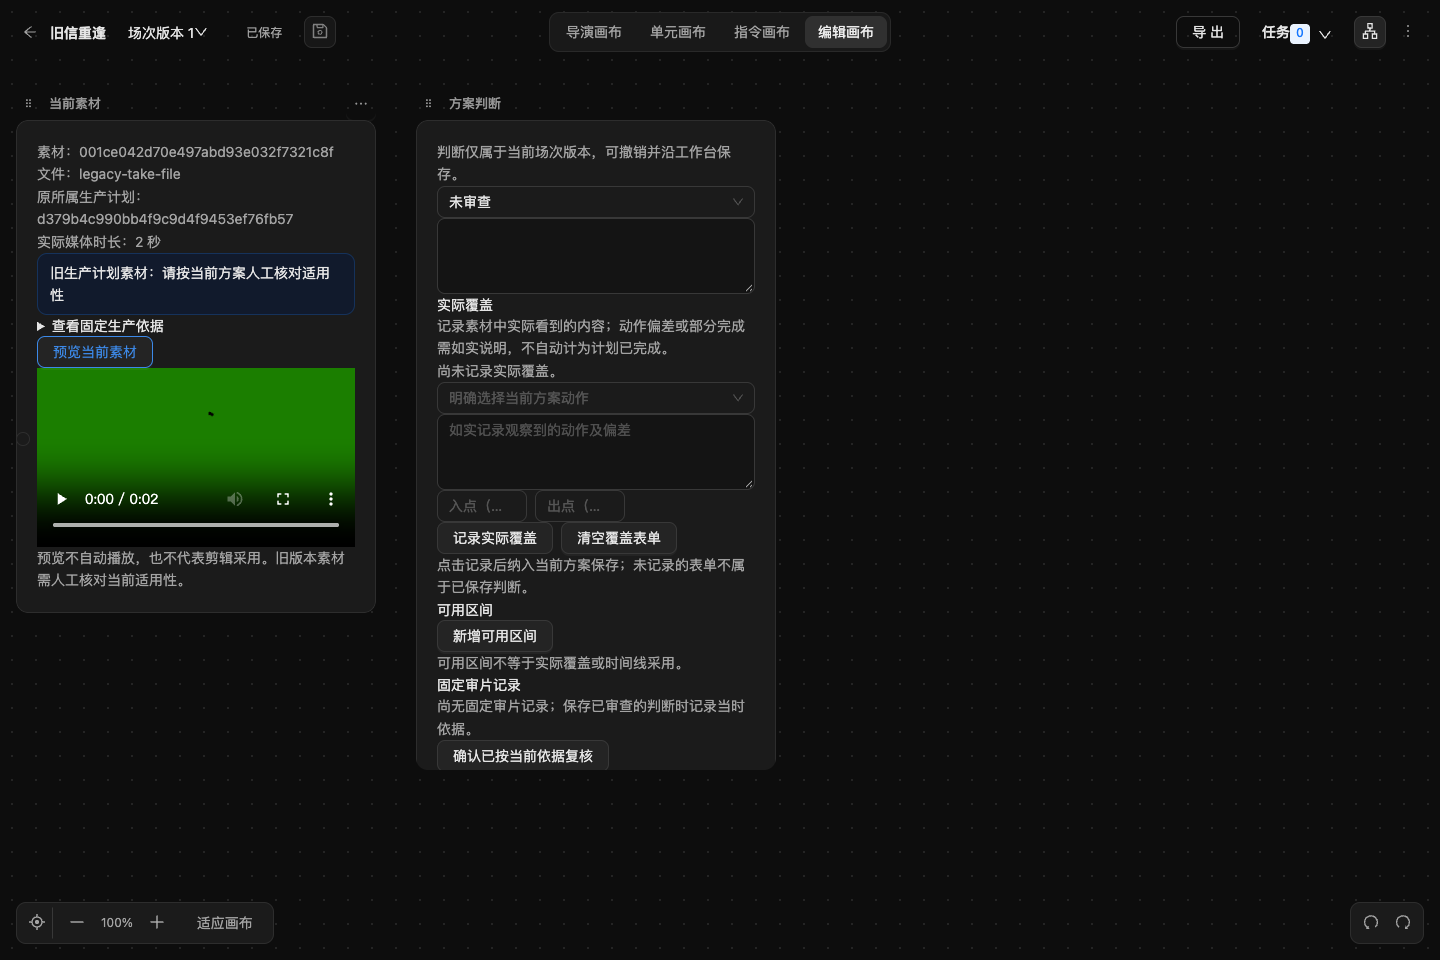 旧信重逢
场次版本 1
已保存
导演画布
单元画布
指令画布
编辑画布
导 出
任务 0
当前素材
素材：001ce042d70e497abd93e032f7321c8f
文件：legacy-take-file
原所属生产计划：
d379b4c990bb4f9c9d4f9453ef76fb57
实际媒体时长：2 秒
旧生产计划素材：请按当前方案人工核对适用
性
查看固定生产依据
预览当前素材
0:00 / 0:02
预览不自动播放，也不代表剪辑采用。旧版本素材
需人工核对当前适用性。
方案判断
判断仅属于当前场次版本，可撤销并沿工作台保
存。
未审查
实际覆盖
记录素材中实际看到的内容；动作偏差或部分完成
需如实说明，不自动计为计划已完成。
尚未记录实际覆盖。
明确选择当前方案动作
如实记录观察到的动作及偏差
入点（...
出点（...
记录实际覆盖
清空覆盖表单
点击记录后纳入当前方案保存；未记录的表单不属
于已保存判断。
可用区间
新增可用区间
可用区间不等于实际覆盖或时间线采用。
固定审片记录
尚无固定审片记录；保存已审查的判断时记录当时
依据。
确认已按当前依据复核
100%
适应画布